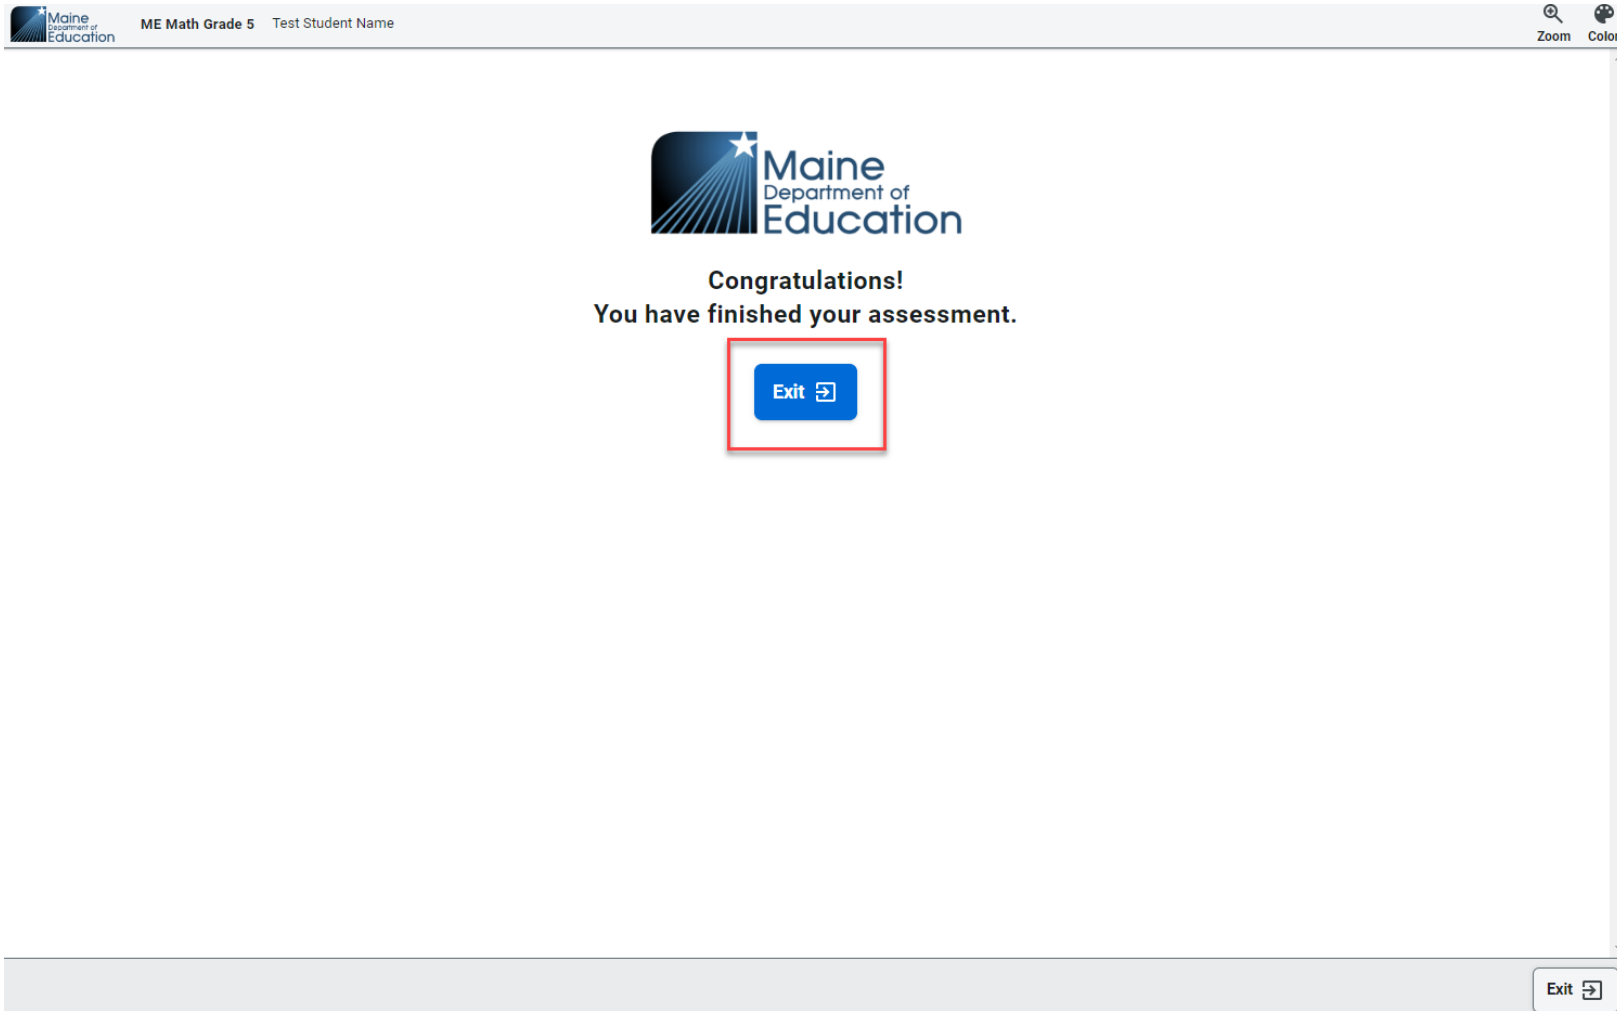 Maine
Department of
Education
ME Math Grade 5 Test Student Name
Zoom
Color
Maine
Department of
Education
Congratulations!
You have finished your assessment.
Exit
Exit